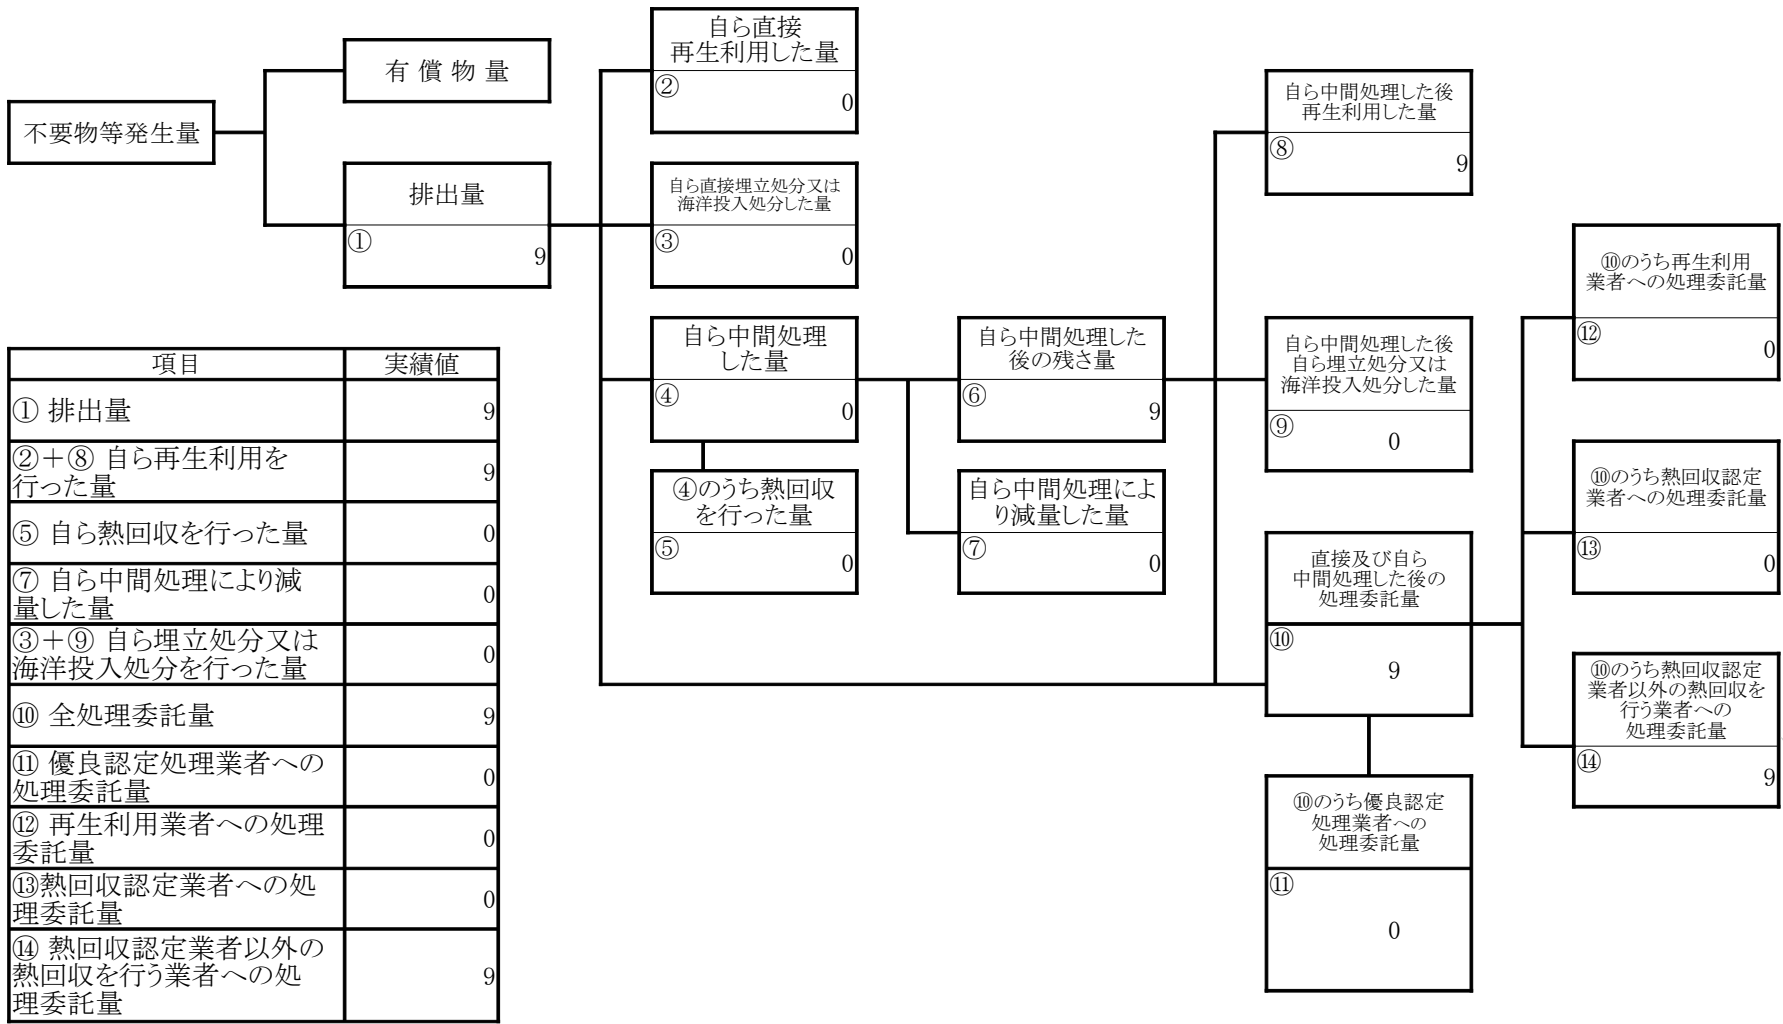 不要物等発生量
有 償 物 量
排出量
①
9
自ら直接
再生利用した量
②
0
自ら直接埋立処分又は
海洋投入処分した量
③
0
自ら中間処理
した量
④
0
④のうち熱回収
を行った量
⑤
0
自ら中間処理した
後の残さ量
⑥
9
自ら中間処理によ
り減量した量
⑦
0
自ら中間処理した後
再生利用した量
⑧
9
自ら中間処理した後
自ら埋立処分又は
海洋投入処分した量
⑨
0
直接及び自ら
中間処理した後の
処理委託量
⑩
9
⑩のうち優良認定
処理業者への
処理委託量
⑪
0
⑩のうち再生利用
業者への処理委託量
⑫
0
⑩のうち熱回収認定
業者への処理委託量
⑬
0
⑩のうち熱回収認定
業者以外の熱回収を
行う業者への
処理委託量
⑭
9
項目 実績値
① 排出量 9
②＋⑧ 自ら再生利用を
行った量 9
⑤ 自ら熱回収を行った量 0
⑦ 自ら中間処理により減
量した量 0
③＋⑨ 自ら埋立処分又は
海洋投入処分を行った量 0
⑩ 全処理委託量 9
⑪ 優良認定処理業者への
処理委託量 0
⑫ 再生利用業者への処理
委託量 0
⑬熱回収認定業者への処
理委託量 0
⑭ 熱回収認定業者以外の
熱回収を行う業者への処
理委託量 9